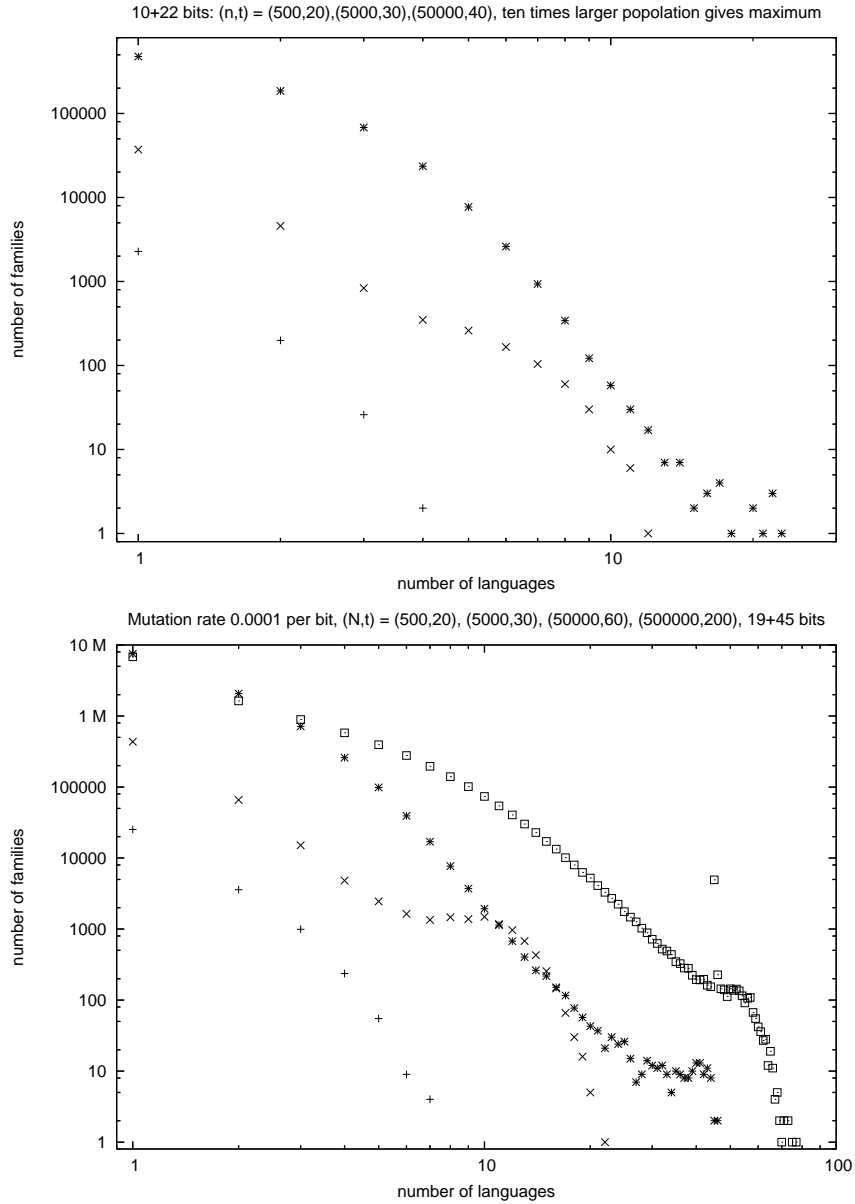 10+22 bits: (n,t) = (500,20),(5000,30),(50000,40), ten times larger popolation gives maximum
100000
10000
1000
100
10
1
number of families
1
10
number of languages
Mutation rate 0.0001 per bit, (N,t) = (500,20), (5000,30), (50000,60), (500000,200), 19+45 bits
10 M
1 M
100000
10000
1000
100
10
1
number of families
1
10
100
number of languages